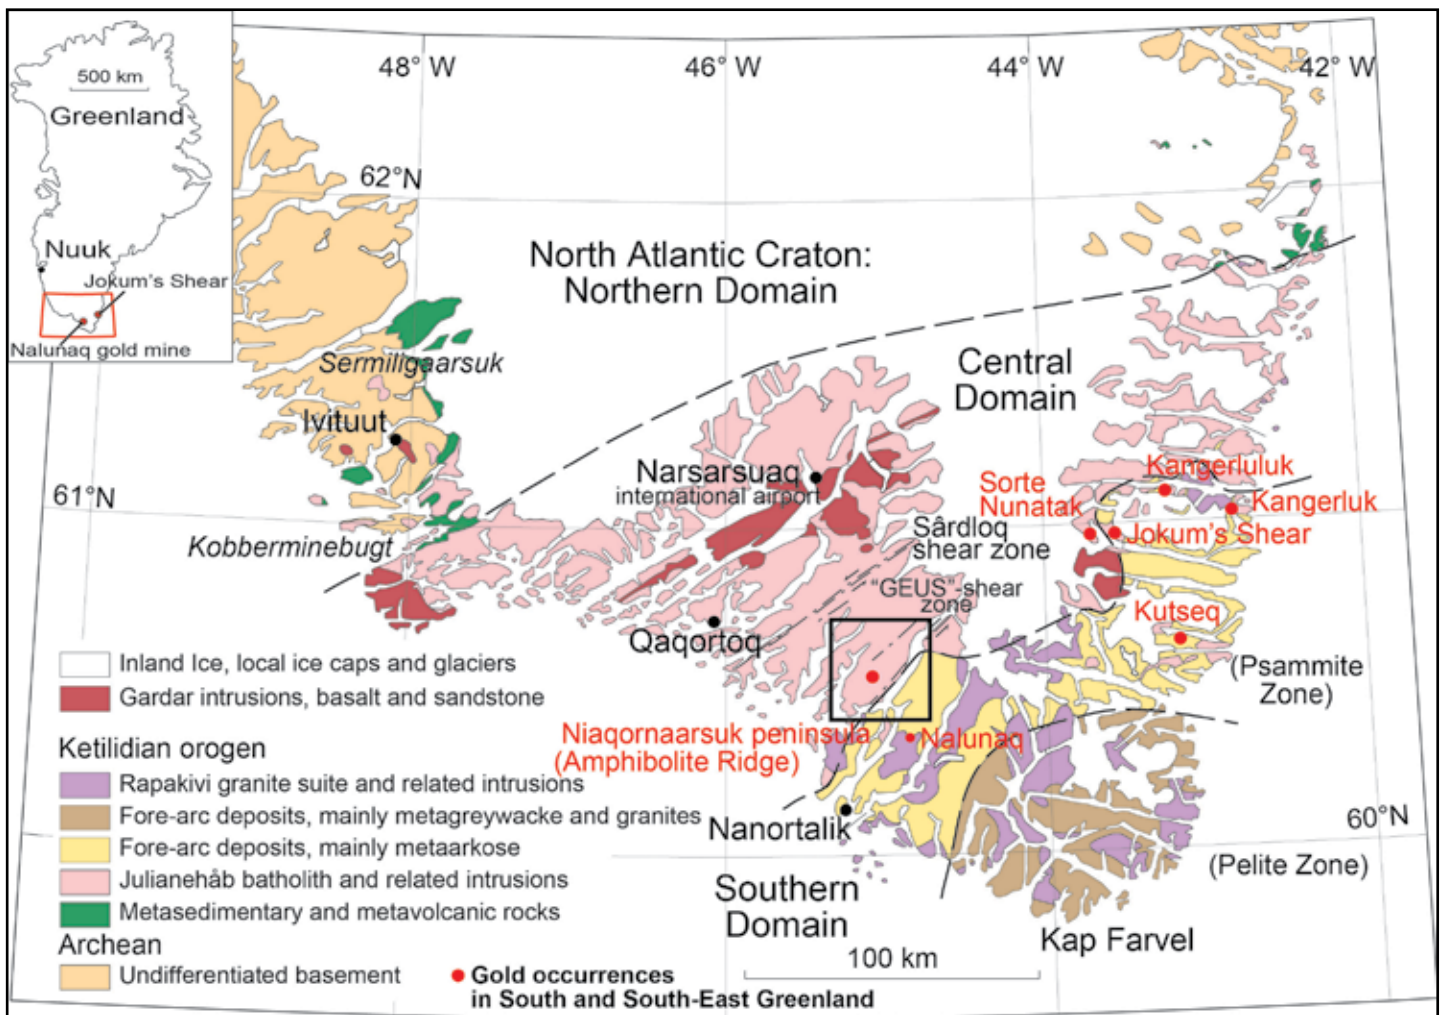 500 km
Greenland
Nuuk
Jokum's Shear
Nalunaq gold mine
48° W
46° W
44° W
42° W
62°N
North Atlantic Craton:
Northern Domain
Sermiligaarsuk
Ivituut
Central
Domain
61°N
Narsarsuaq
international airport
Kobberminebugt
Sorte
Nunatak
Kangerluluk
Kangerluk
Jokum's Shear
Sârdloq
shear zone
"GEUS"-shear
zone
Qaqortoq
Kutseq
(Psammite
Zone)
Niaqornaarsuk peninsula
(Amphibolite Ridge)
Nalunaq
Nanortalik
60°N
(Pelite Zone)
Southern
Domain
Kap Farvel
100 km
Inland Ice, local ice caps and glaciers
Gardar intrusions, basalt and sandstone
Ketilidian orogen
Rapakivi granite suite and related intrusions
Fore-arc deposits, mainly metagreywacke and granites
Fore-arc deposits, mainly metaarkose
Julianehåb batholith and related intrusions
Metasedimentary and metavolcanic rocks
Archean
Undifferentiated basement
Gold occurrences
in South and South-East Greenland